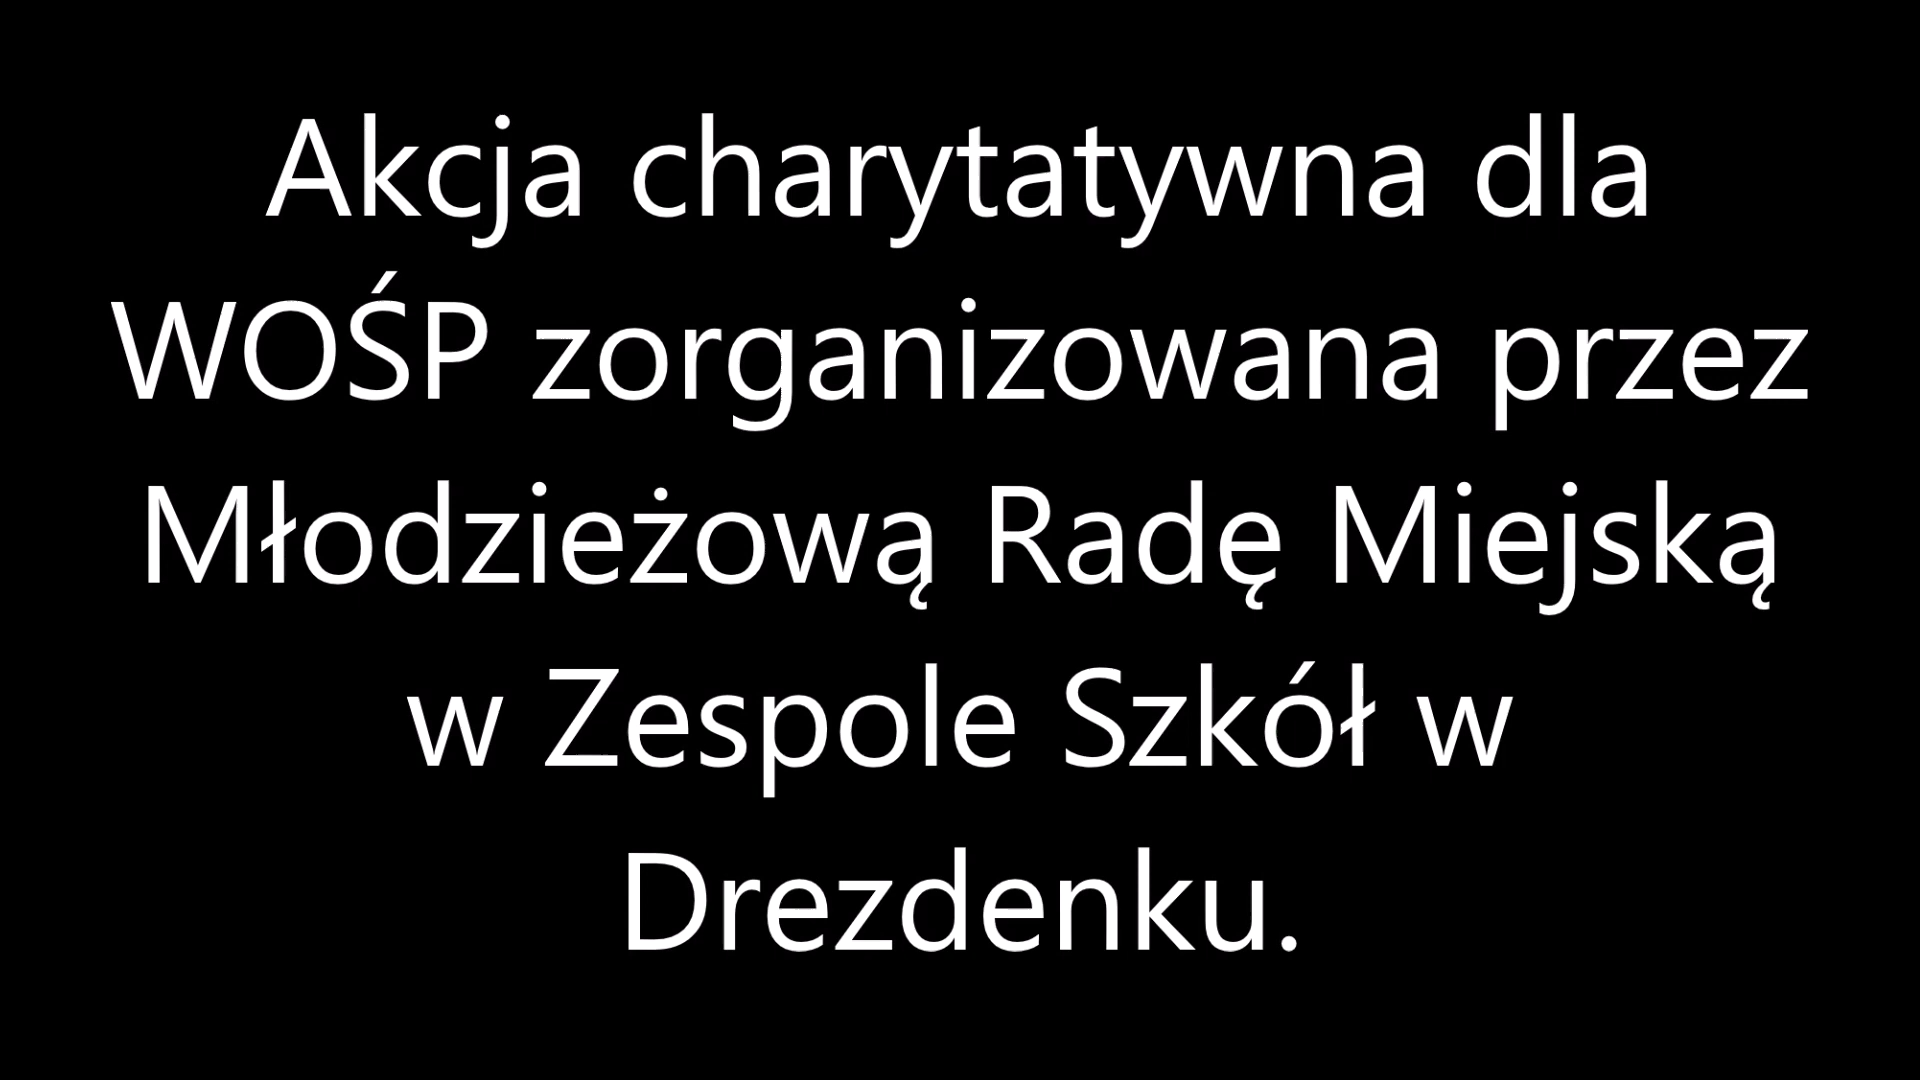 Akcja charytatywna dla
WOŚP zorganizowana przez
Młodzieżową Radę Miejską
w Zespole Szkół w
Drezdenku.